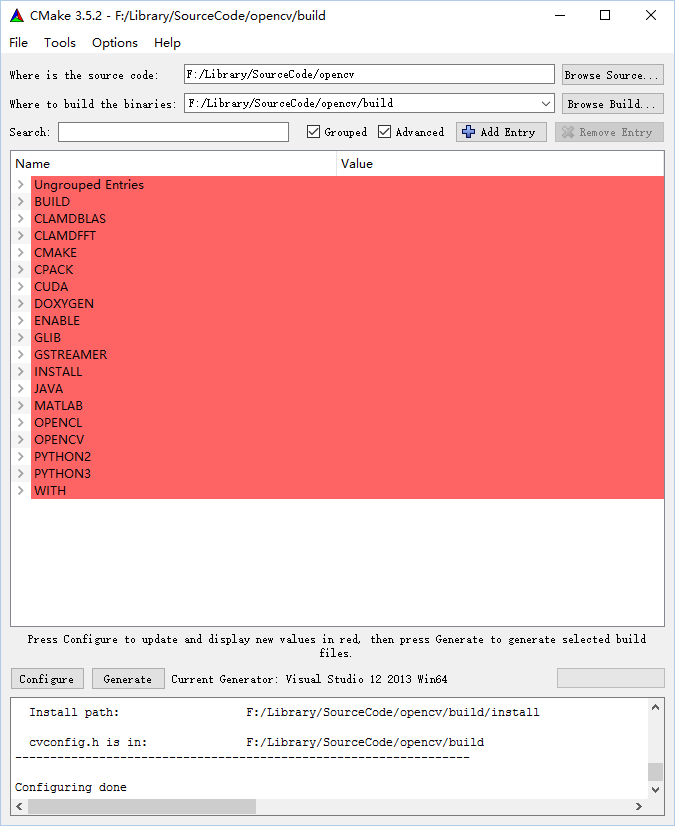 CMake 3.5.2 - F:/Library/SourceCode/opencv/build
File Tools Options Help
Where is the source code: F:/Library/SourceCode/opencv Browse Source...
Where to build the binaries: F:/Library/SourceCode/opencv/build Browse Build...
Search: Grouped Advanced Add Entry Remove Entry
Name Value
Ungrouped Entries
BUILD
CLAMDBLAS
CLAMDFFT
CMAKE
CPACK
CUDA
DOXYGEN
ENABLE
GLIB
GSTREAMER
INSTALL
JAVA
MATLAB
OPENCL
OPENCV
PYTHON2
PYTHON3
WITH
Press Configure to update and display new values in red, then press Generate to generate selected build
files.
Configure Generate Current Generator: Visual Studio 12 2013 Win64
Install path: F:/Library/SourceCode/opencv/build/install
cvconfig.h is in: F:/Library/SourceCode/opencv/build
-----------------------------------------------------------------
Configuring done